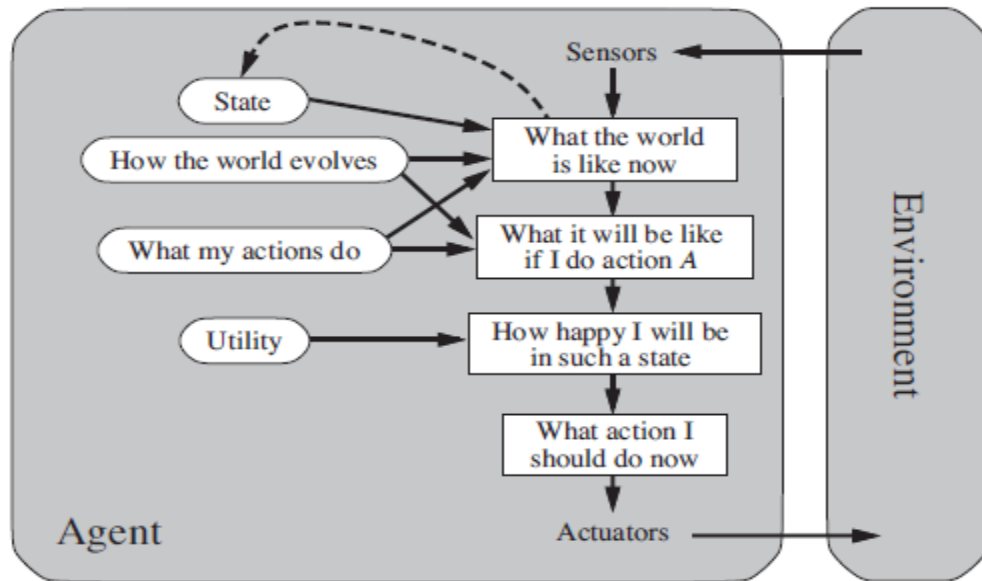 Sensors
State
What the world
is like now
How the world evolves
What my actions do
What it will be like
if I do action A
Utility
How happy I will be
in such a state
What action I
should do now
Agent
Actuators
Environment